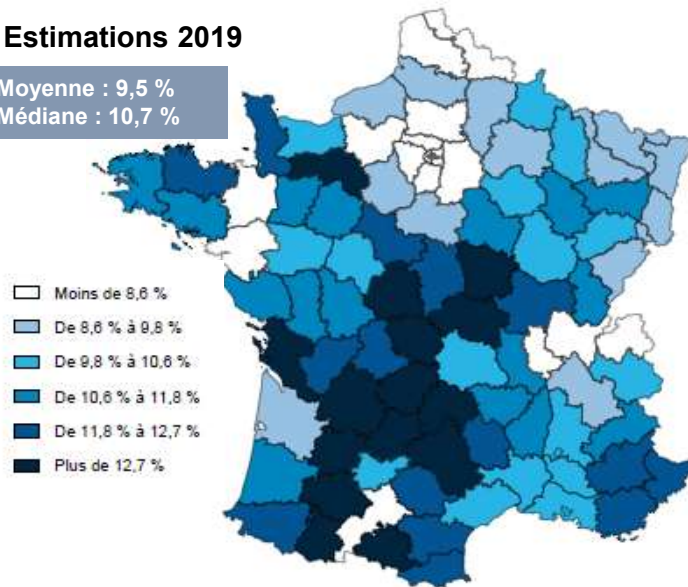 Estimations 2019
Moyenne : 9,5 %
Médiane : 10,7 %
Moins de 8,6 %
De 8,6 % à 9,8 %
De 9,8 % à 10,6 %
De 10,6 % à 11,8 %
De 11,8 % à 12,7 %
Plus de 12,7 %